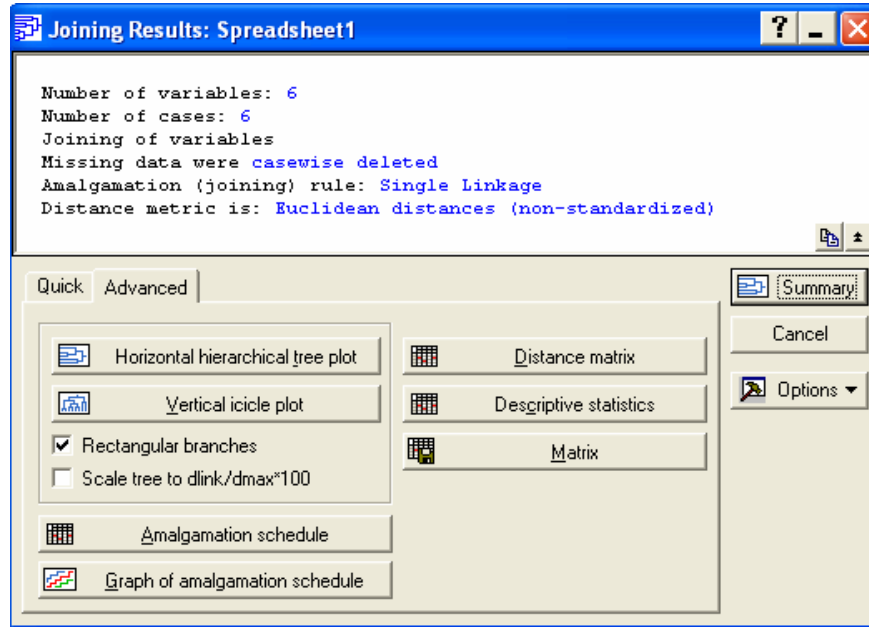 Joining Results: Spreadsheet1
Number of variables: 6
Number of cases: 6
Joining of variables
Missing data were casewise deleted
Amalgamation (joining) rule: Single Linkage
Distance metric is: Euclidean distances (non-standardized)
Quick Advanced
Summary
Cancel
Options
Horizontal hierarchical tree plot
Vertical icicle plot
Rectangular branches
Scale tree to dlink/dmax*100
Amalgamation schedule
Graph of amalgamation schedule
Distance matrix
Descriptive statistics
Matrix